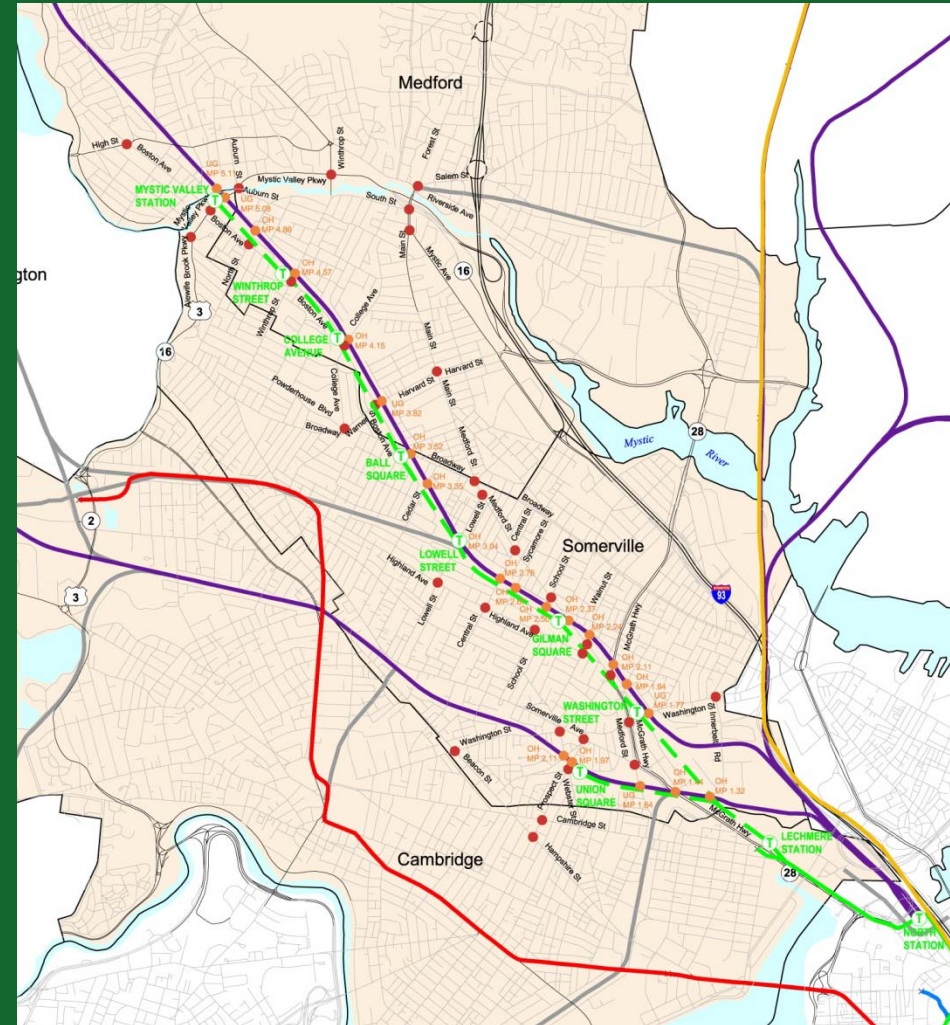 Medford
High St
Boston Ave
Auburn St
Winthrop St
Forest St
Mystic Valley Pkwy
Salem St
UG
MP 5.11
MYSTIC VALLEY
STATION
Auburn St
UG
MP 5.08
South St
Riverside Ave
Mystic Valley Pkwy
Boston Ave
OH
MP 4.86
Main St
Mystic Ave
Alewife Brook Pkwy
North St
OH
MP 4.57
16
gton
WINTHROP
STREET
3
Winthrop St
Boston Ave
College Ave
16
COLLEGE
AVENUE
OH
MP 4.15
Main St
Harvard St
Harvard St
Main St
Powderhouse Blvd
College Ave
UG
MP 3.82
Broadway
Warner St
Boston Ave
OH
MP 3.62
Medford St
28
Mystic
River
BALL
SQUARE
Broadway
OH
MP 3.35
Cedar St
Lowell St
Medford St
Central St
Broadway
Sycamore St
2
LOWELL
STREET
OH
MP 3.04
Somerville
3
Highland Ave
Lowell St
OH
MP 2.76
School St
Walnut St
93
Central St
Highland Ave
OH
OH
MP 2.37
McGrath Hwy
GILMAN
SQUARE
MP 2.24
School St
OH
MP 2.11
OH
MP 1.94
WASHINGTON
STREET
UG
MP 1.77
Washington St
Innerbelt Rd
Somerville Ave
Washington St
Beacon St
Medford St
McGrath Hwy
OH
MP 2.11
OH
MP 1.97
UNION
SQUARE
Prospect St
Webster St
UG
MP 1.64
OH
OH
MP 1.32
McGrath Hwy
Cambridge St
Hampshire St
LECHMERE
STATION
Cambridge
28
NORTH
STATION